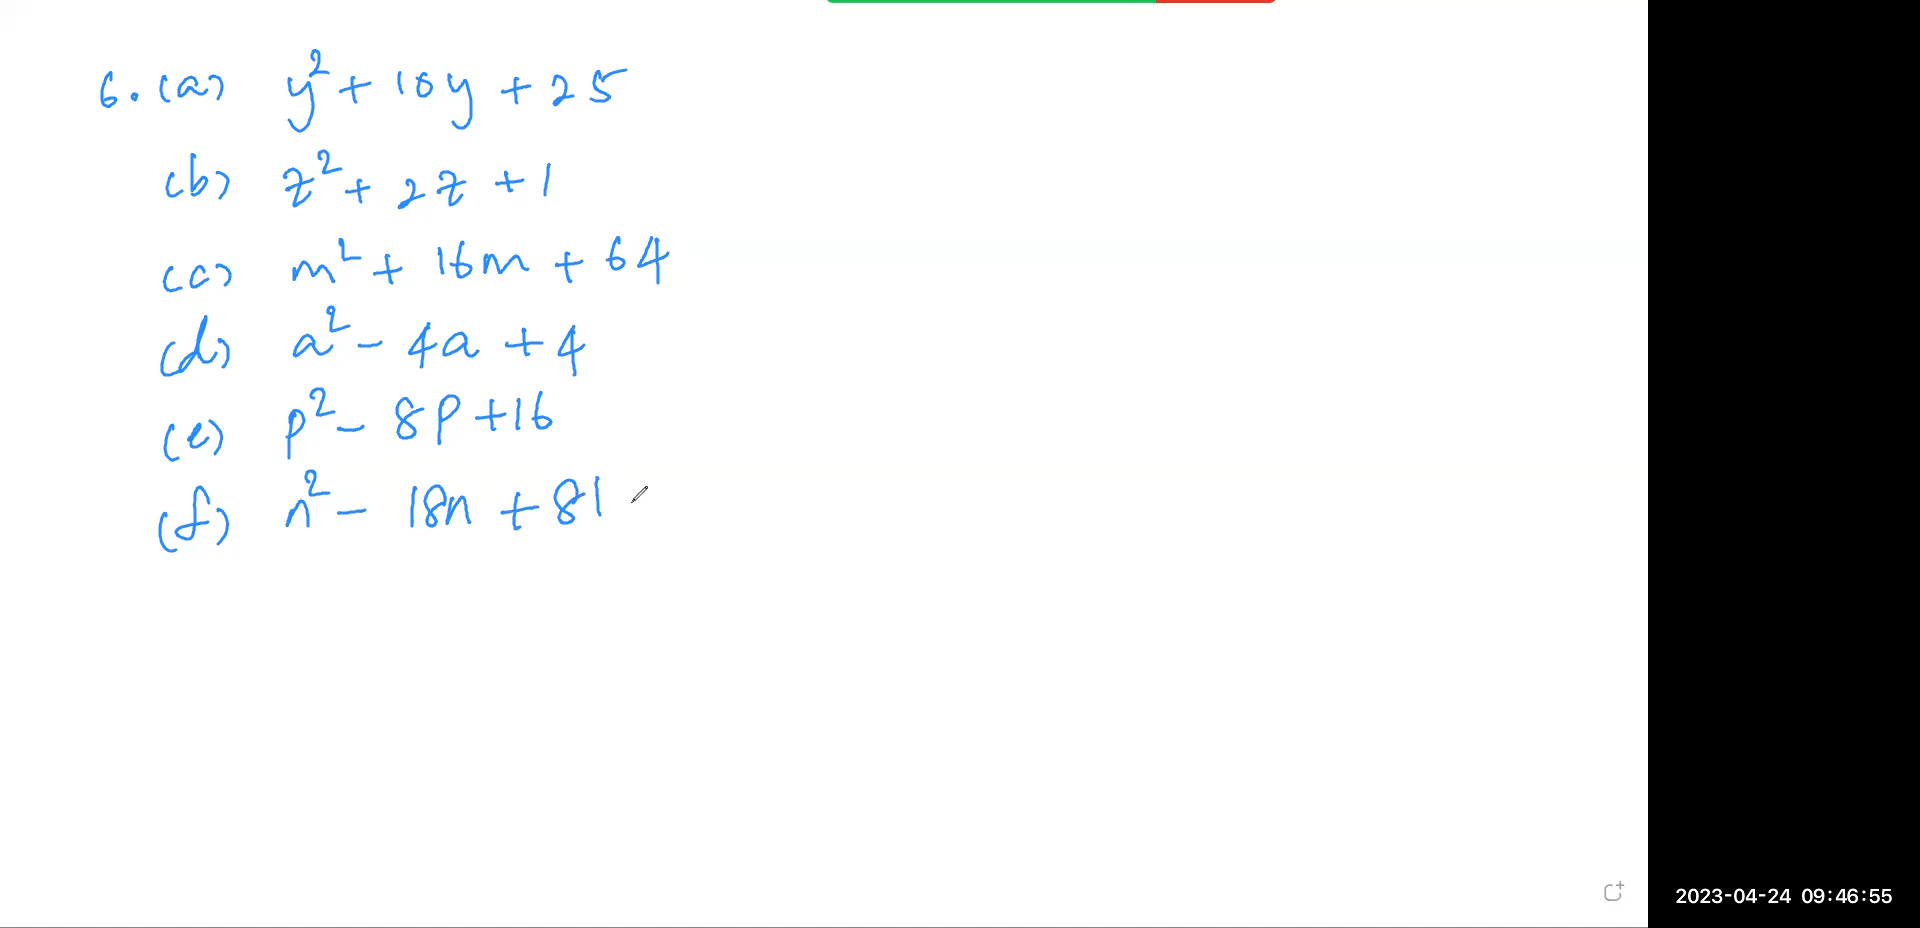 6. (a) y² + 10y + 25
(b) z² + 2z + 1
(c) m² + 16m + 64
(d) a² - 4a + 4
(e) p² - 8p + 16
(f) n² - 18n + 81
2023-04-24 09:46:55